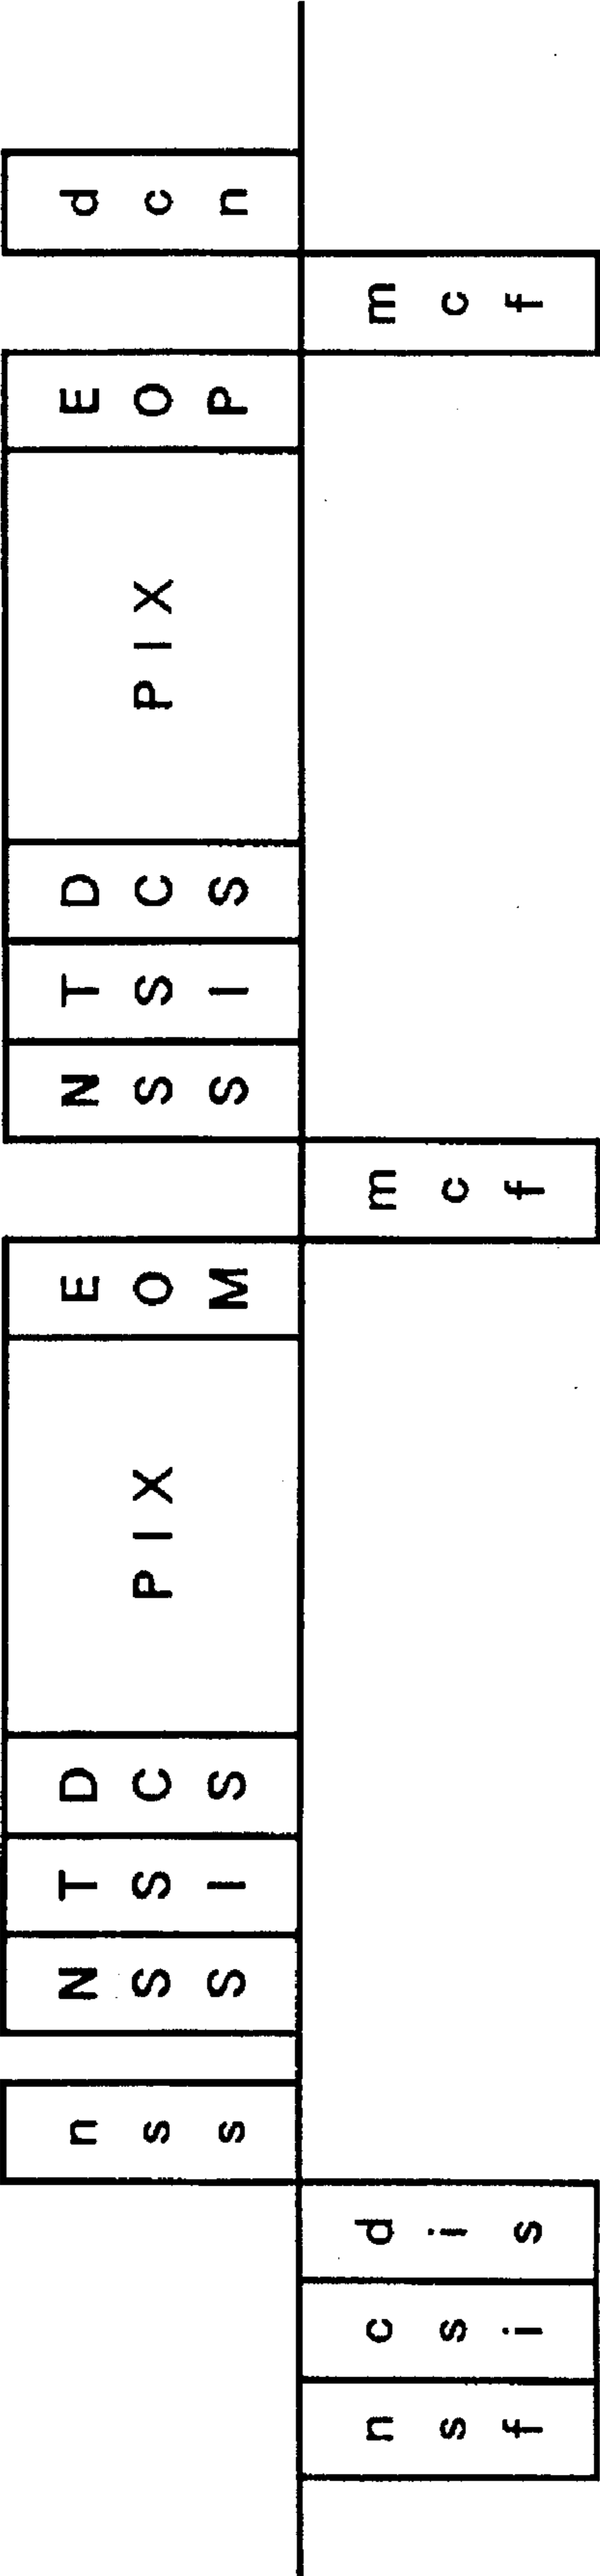 nsf
csi
dis
nss
NSS
TSI
DCS
PIX
EOM
mcf
NSS
TSI
DCS
PIX
EOP
mcf
dcn